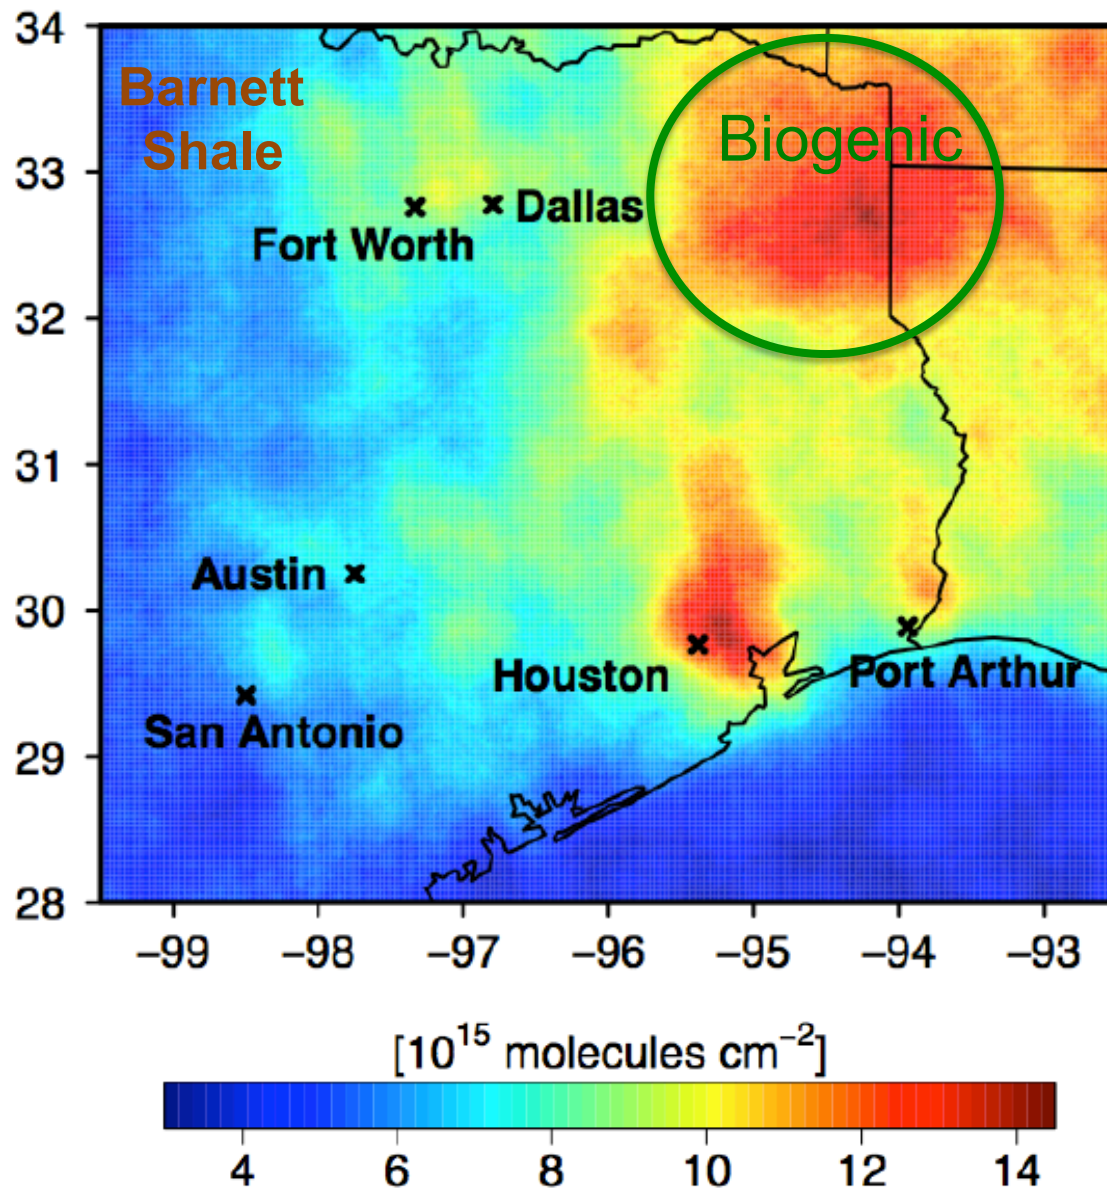 34
Barnett
Shale
Biogenic
33
Dallas
Fort Worth
32
31
Austin
30
Houston
Port Arthur
San Antonio
29
28
−99 −98 −97 −96 −95 −94 −93
[10¹⁵ molecules cm⁻²]
4 6 8 10 12 14